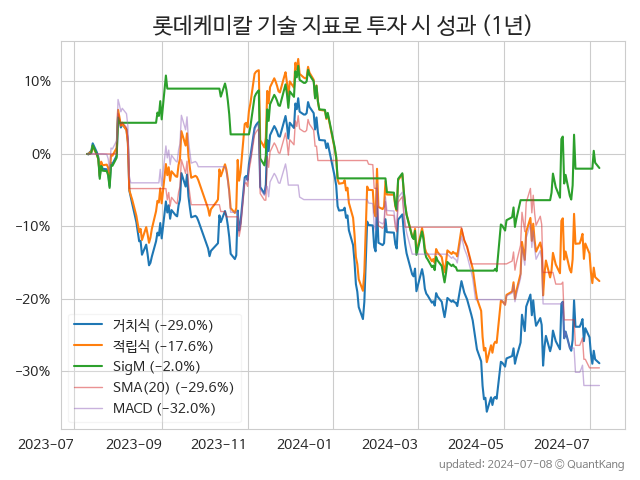 롯데케미칼 기술 지표로 투자 시 성과 (1년)
10%
0%
−10%
−20%
−30%
거치식 (−29.0%)
적립식 (−17.6%)
SigM (−2.0%)
SMA(20) (−29.6%)
MACD (−32.0%)
2023-07 2023-09 2023-11 2024-01 2024-03 2024-05 2024-07
updated: 2024-07-08 © QuantKang